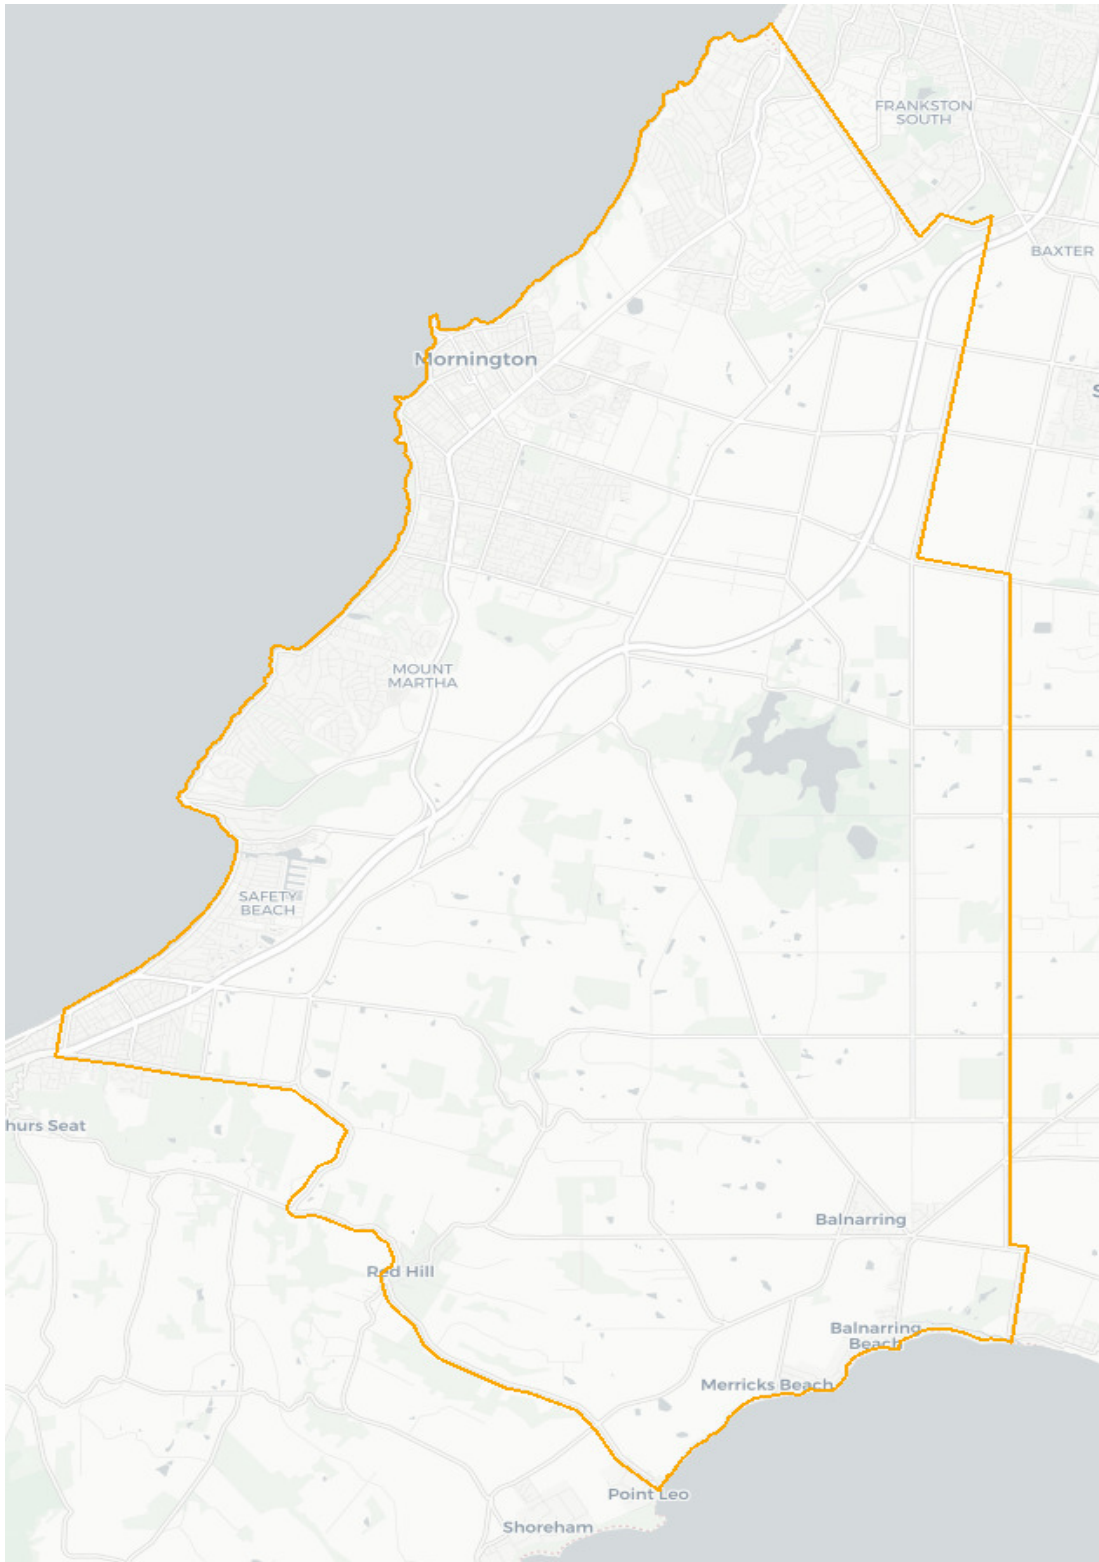 FRANKSTON
SOUTH
BAXTER
Mornington
S
MOUNT
MARTHA
SAFETY
BEACH
hurs Seat
Balnarring
Red Hill
Balnarring
Beach
Merricks Beach
Point Leo
Shoreham